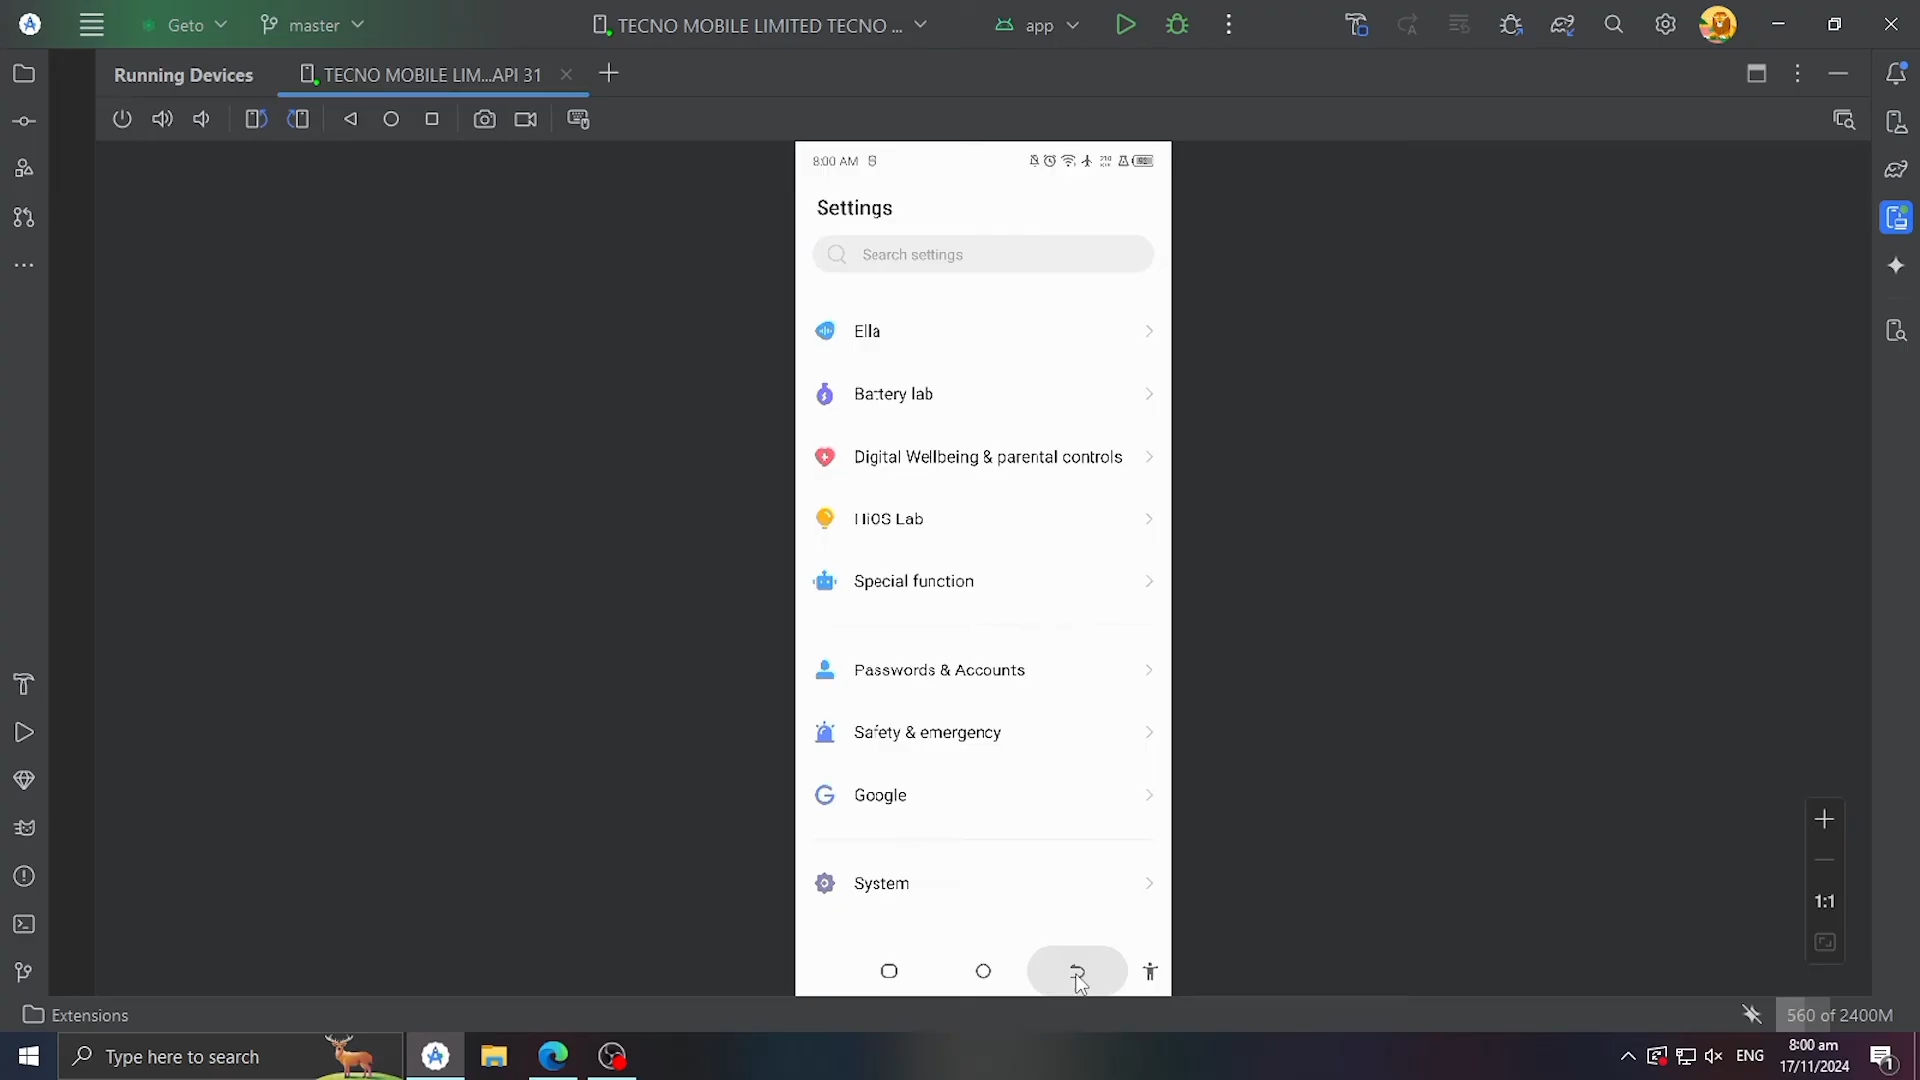 Geto
master
TECNO MOBILE LIMITED TECNO ...
app
Running Devices
TECNO MOBILE LIM...API 31
8:00 AM
Settings
Search settings
Ella
Battery lab
Digital Wellbeing & parental controls
HiOS Lab
Special function
Passwords & Accounts
Safety & emergency
Google
System
1:1
Extensions
560 of 2400M
Type here to search
ENG
8:00 am
17/11/2024
1